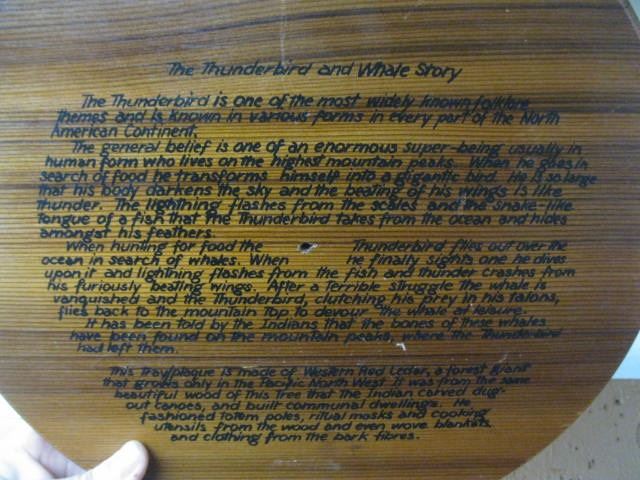 The Thunderbird and Whale Story
The Thunderbird is one of the most widely known folklore
themes and is known in various forms in every part of the North
American Continent.
The general belief is one of an enormous super-being usually in
human form who lives on the highest mountain peaks. When he goes in
search of food he transforms himself into a gigantic bird. He is so large
that his body darkens the sky and the beating of his wings is like
thunder. The lightning flashes from the scales and the snake-like
tongue of a fish that the Thunderbird takes from the ocean and hides
amongst his feathers.
When hunting for food the Thunderbird flies out over the
ocean in search of whales. When he finally sights one he dives
upon it and lightning flashes from the fish and thunder crashes from
his furiously beating wings. After a terrible struggle the whale is
vanquished and the Thunderbird, clutching his prey in his talons,
flies back to the mountain top to devour the whale at leisure.
It has been told by the Indians that the bones of these whales
have been found on the mountain peaks, where the Thunderbird
had left them.
This tray/plaque is made of Western Red Cedar, a forest giant
that grows only in the Pacific North West. It was from the same
beautiful wood of this tree that the Indian carved dug-
out canoes, and built communal dwellings. He
fashioned totem poles, ritual masks and cooking
utensils from the wood and even wove blankets
and clothing from the bark fibres.